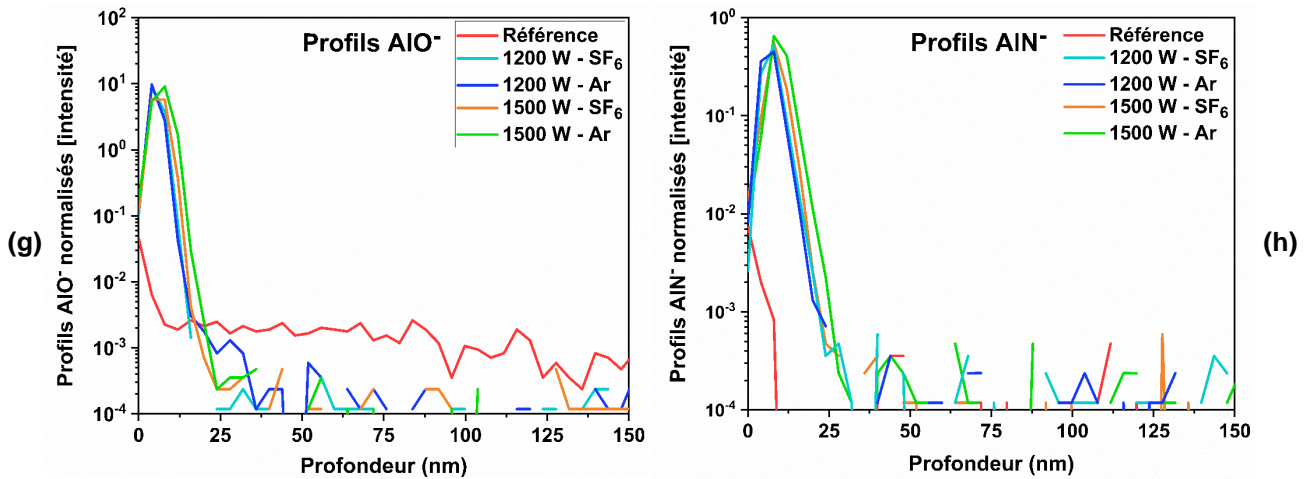 (g)
Profils AlO⁻ normalisés [intensité]
10²
10¹
10⁰
10⁻¹
10⁻²
10⁻³
10⁻⁴
Profils AlO⁻
Référence
1200 W - SF₆
1200 W - Ar
1500 W - SF₆
1500 W - Ar
0 25 50 75 100 125 150
Profondeur (nm)
Profils AlN⁻ normalisés [intensité]
10⁰
10⁻¹
10⁻²
10⁻³
10⁻⁴
Profils AlN⁻
Référence
1200 W - SF₆
1200 W - Ar
1500 W - SF₆
1500 W - Ar
0 25 50 75 100 125 150
Profondeur (nm)
(h)